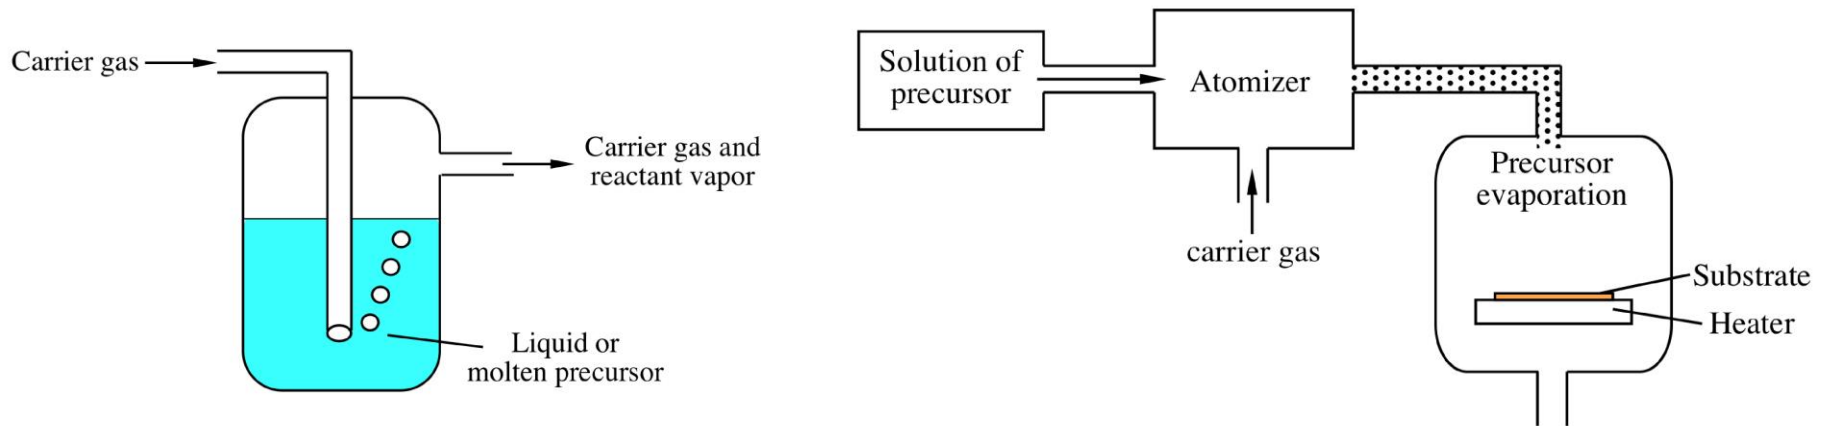 Carrier gas
Carrier gas and
reactant vapor
Liquid or
molten precursor
Solution of
precursor
Atomizer
carrier gas
Precursor
evaporation
Substrate
Heater